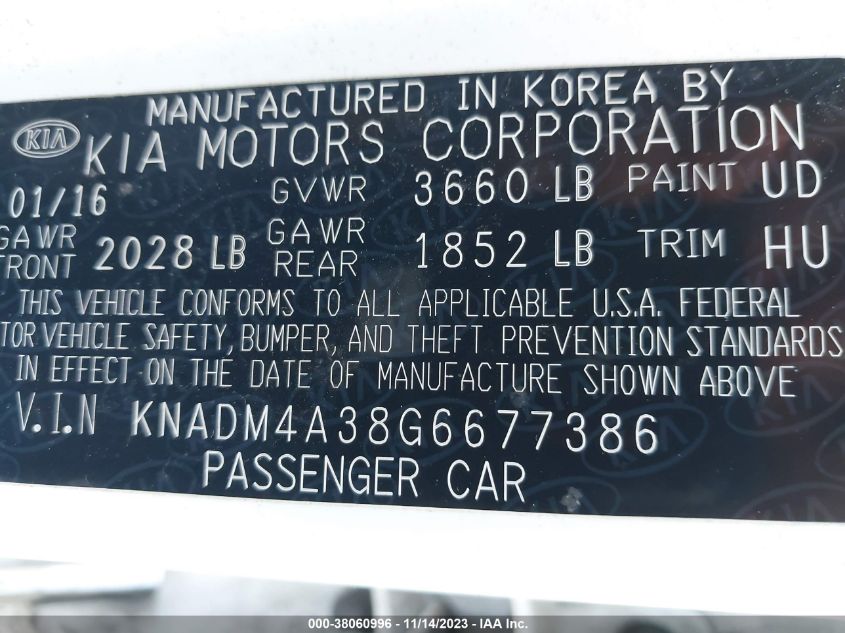 MANUFACTURED IN KOREA BY
KIA KIA MOTORS CORPORATION
01/16 GVWR 3660 LB PAINT UD
GAWR FRONT 2028 LB GAWR REAR 1852 LB TRIM HU
THIS VEHICLE CONFORMS TO ALL APPLICABLE U.S.A. FEDERAL
TOR VEHICLE SAFETY, BUMPER, AND THEFT PREVENTION STANDARDS
IN EFFECT ON THE DATE OF MANUFACTURE SHOWN ABOVE
V.I.N KNADM4A38G6677386
PASSENGER CAR
000-38060996 - 11/14/2023 - IAA, Inc.